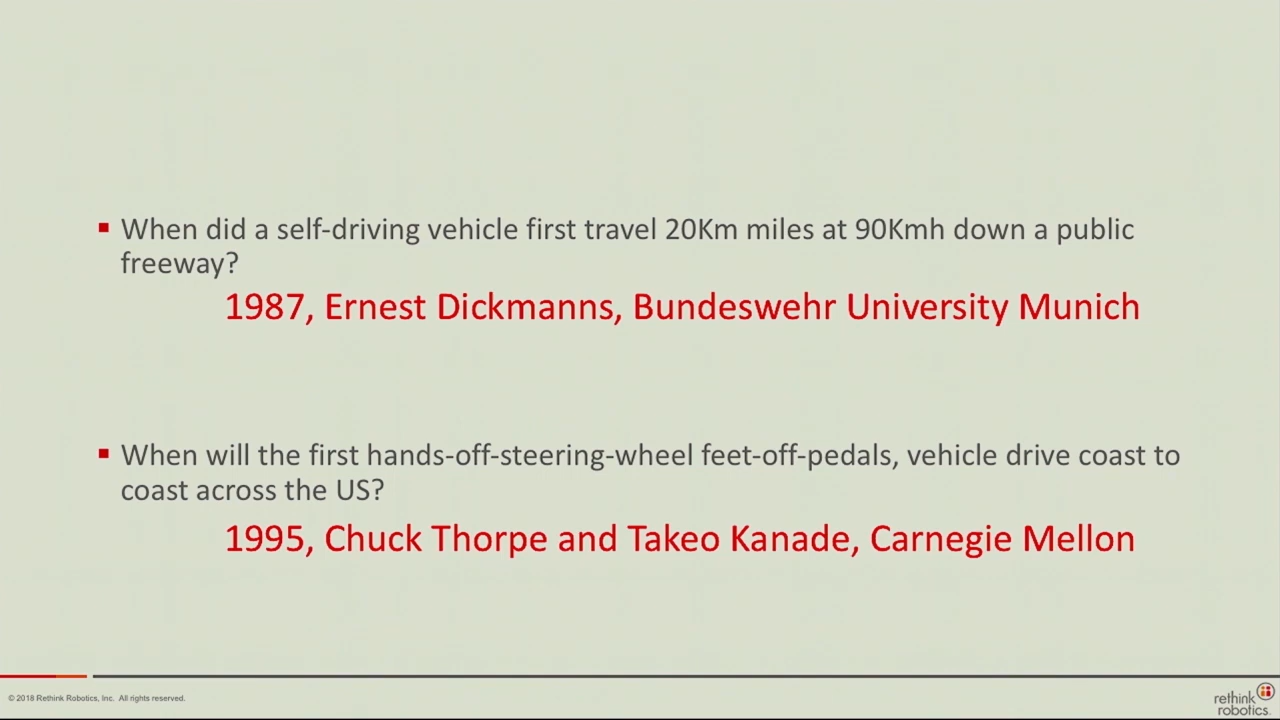 ▪ When did a self-driving vehicle first travel 20Km miles at 90Kmh down a public
freeway?
1987, Ernest Dickmanns, Bundeswehr University Munich
▪ When will the first hands-off-steering-wheel feet-off-pedals, vehicle drive coast to
coast across the US?
1995, Chuck Thorpe and Takeo Kanade, Carnegie Mellon
© 2018 Rethink Robotics, Inc. All rights reserved.
rethink
robotics.